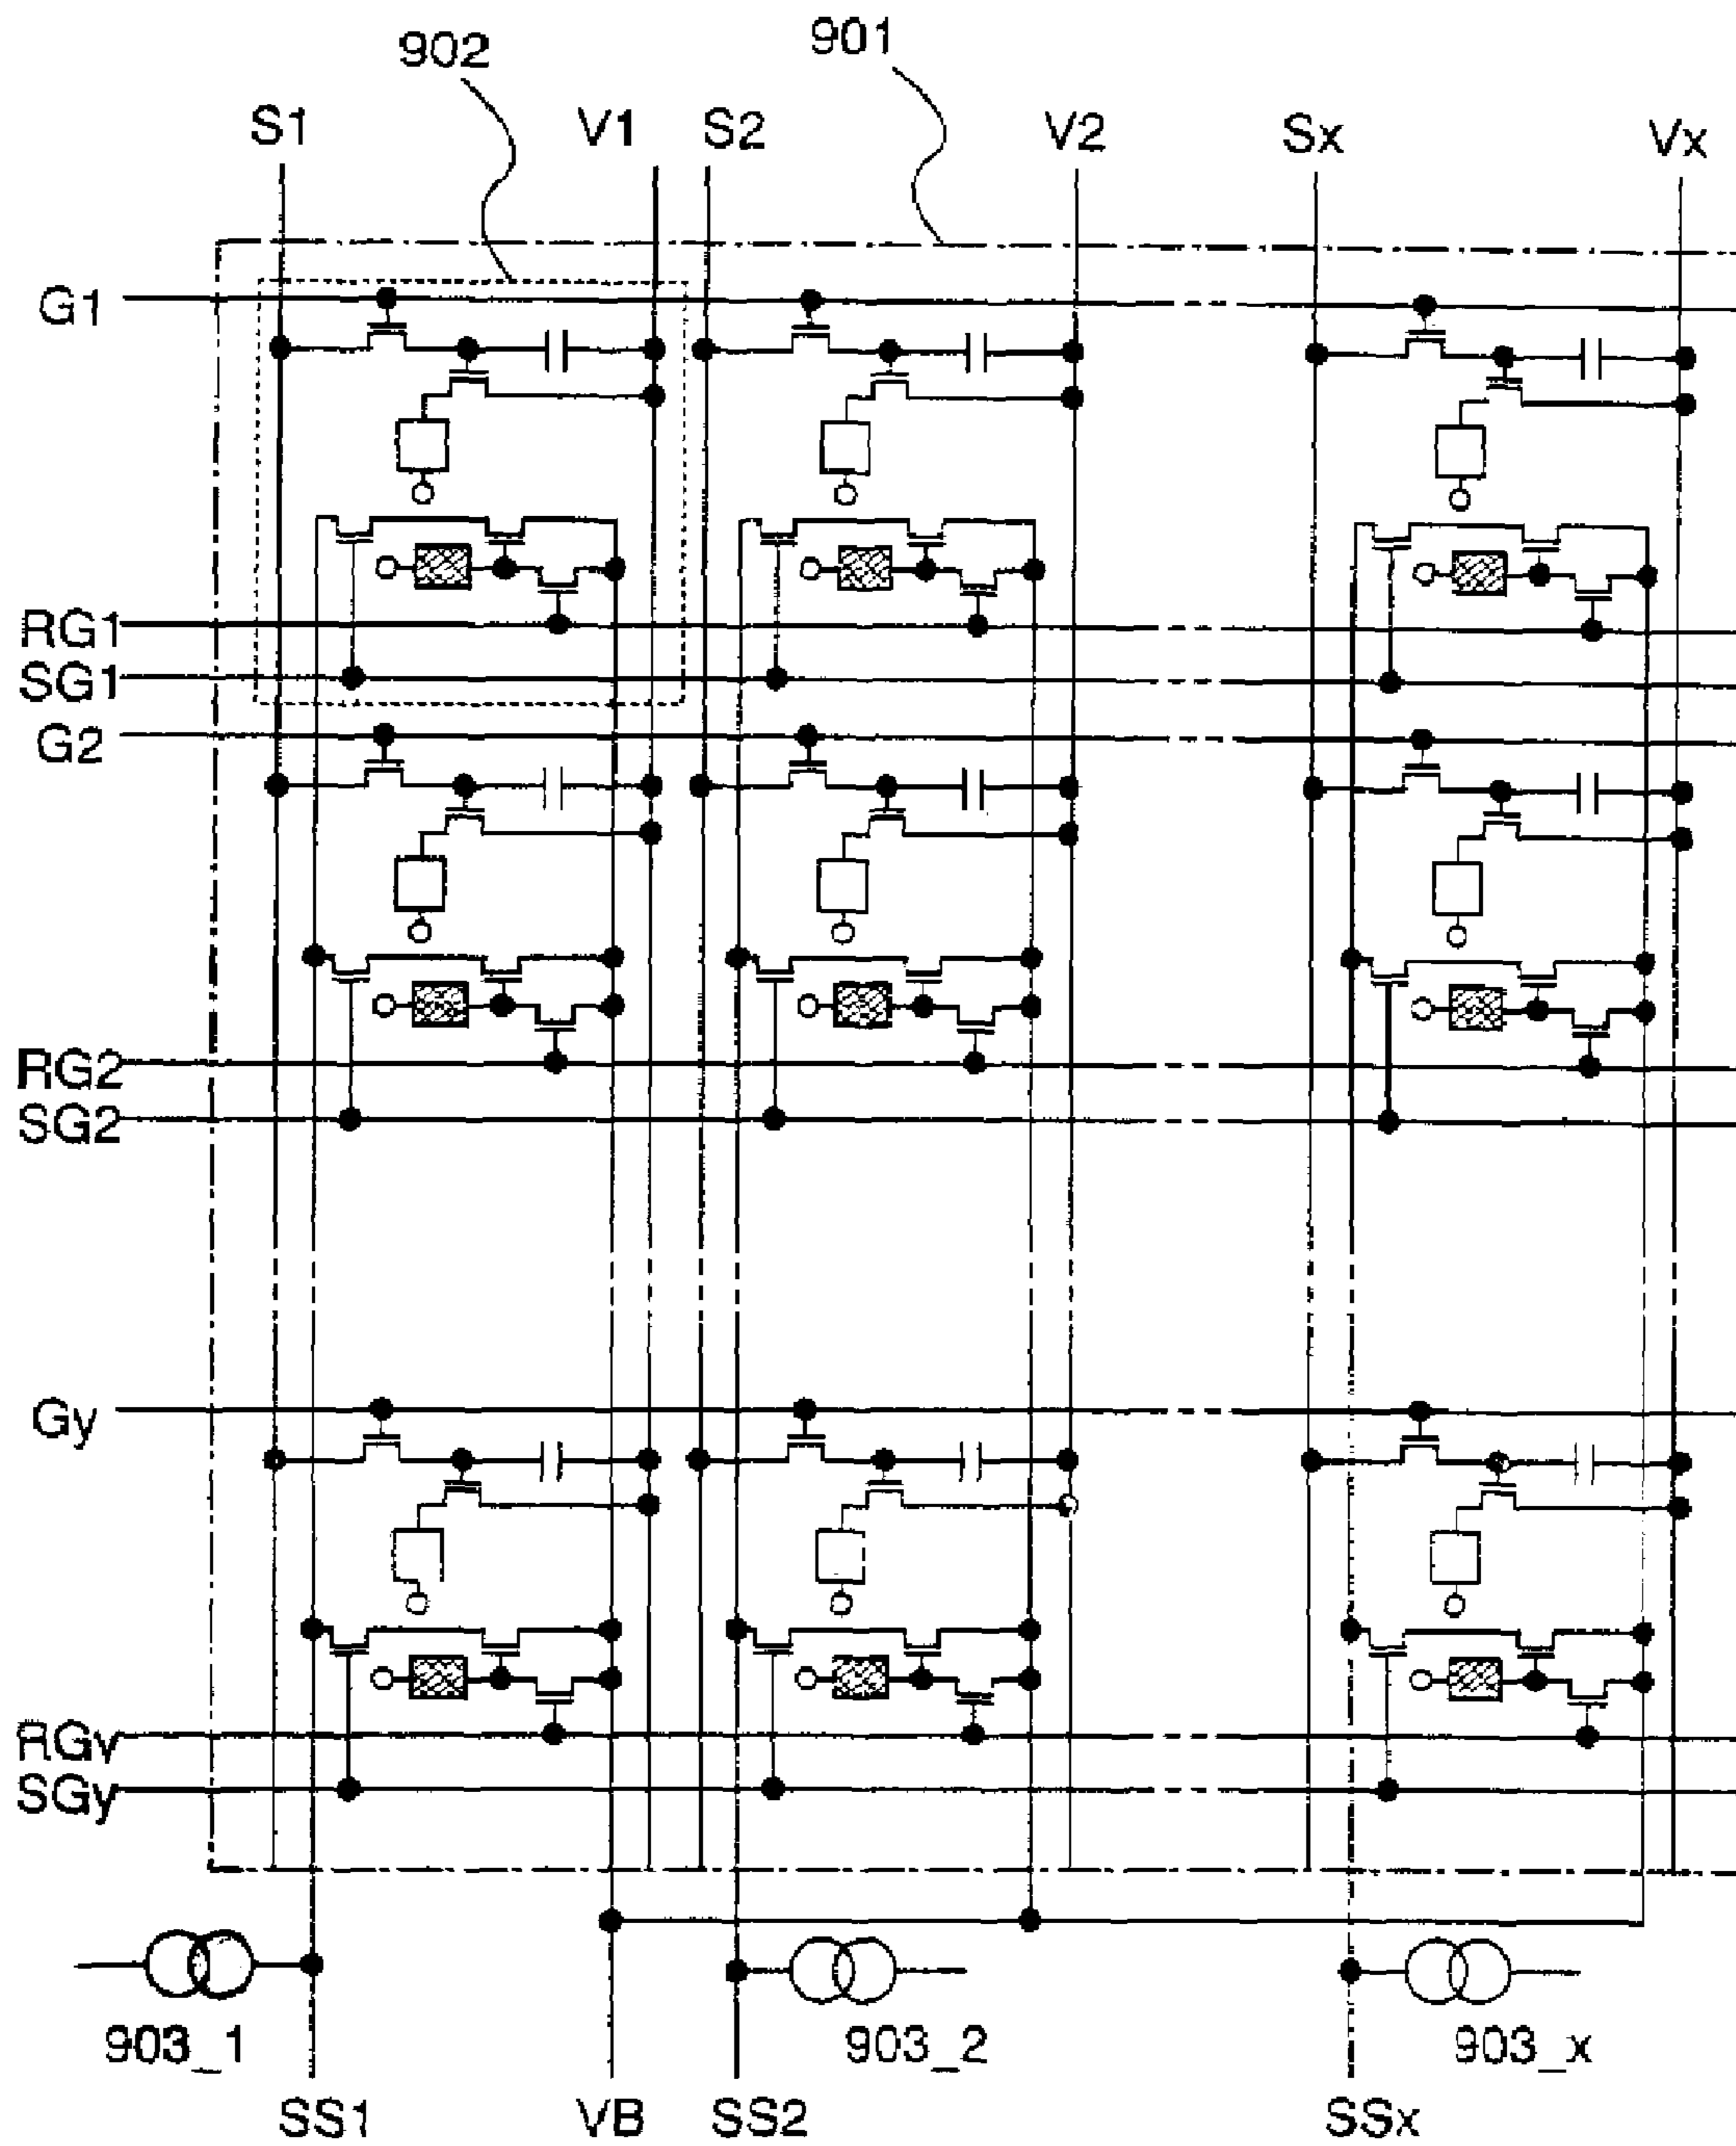 902
901
S1
V1
S2
V2
Sx
Vx
G1
RG1
SG1
G2
RG2
SG2
Gy
RGy
SGy
903_1
903_2
903_x
SS1
VB
SS2
SSx